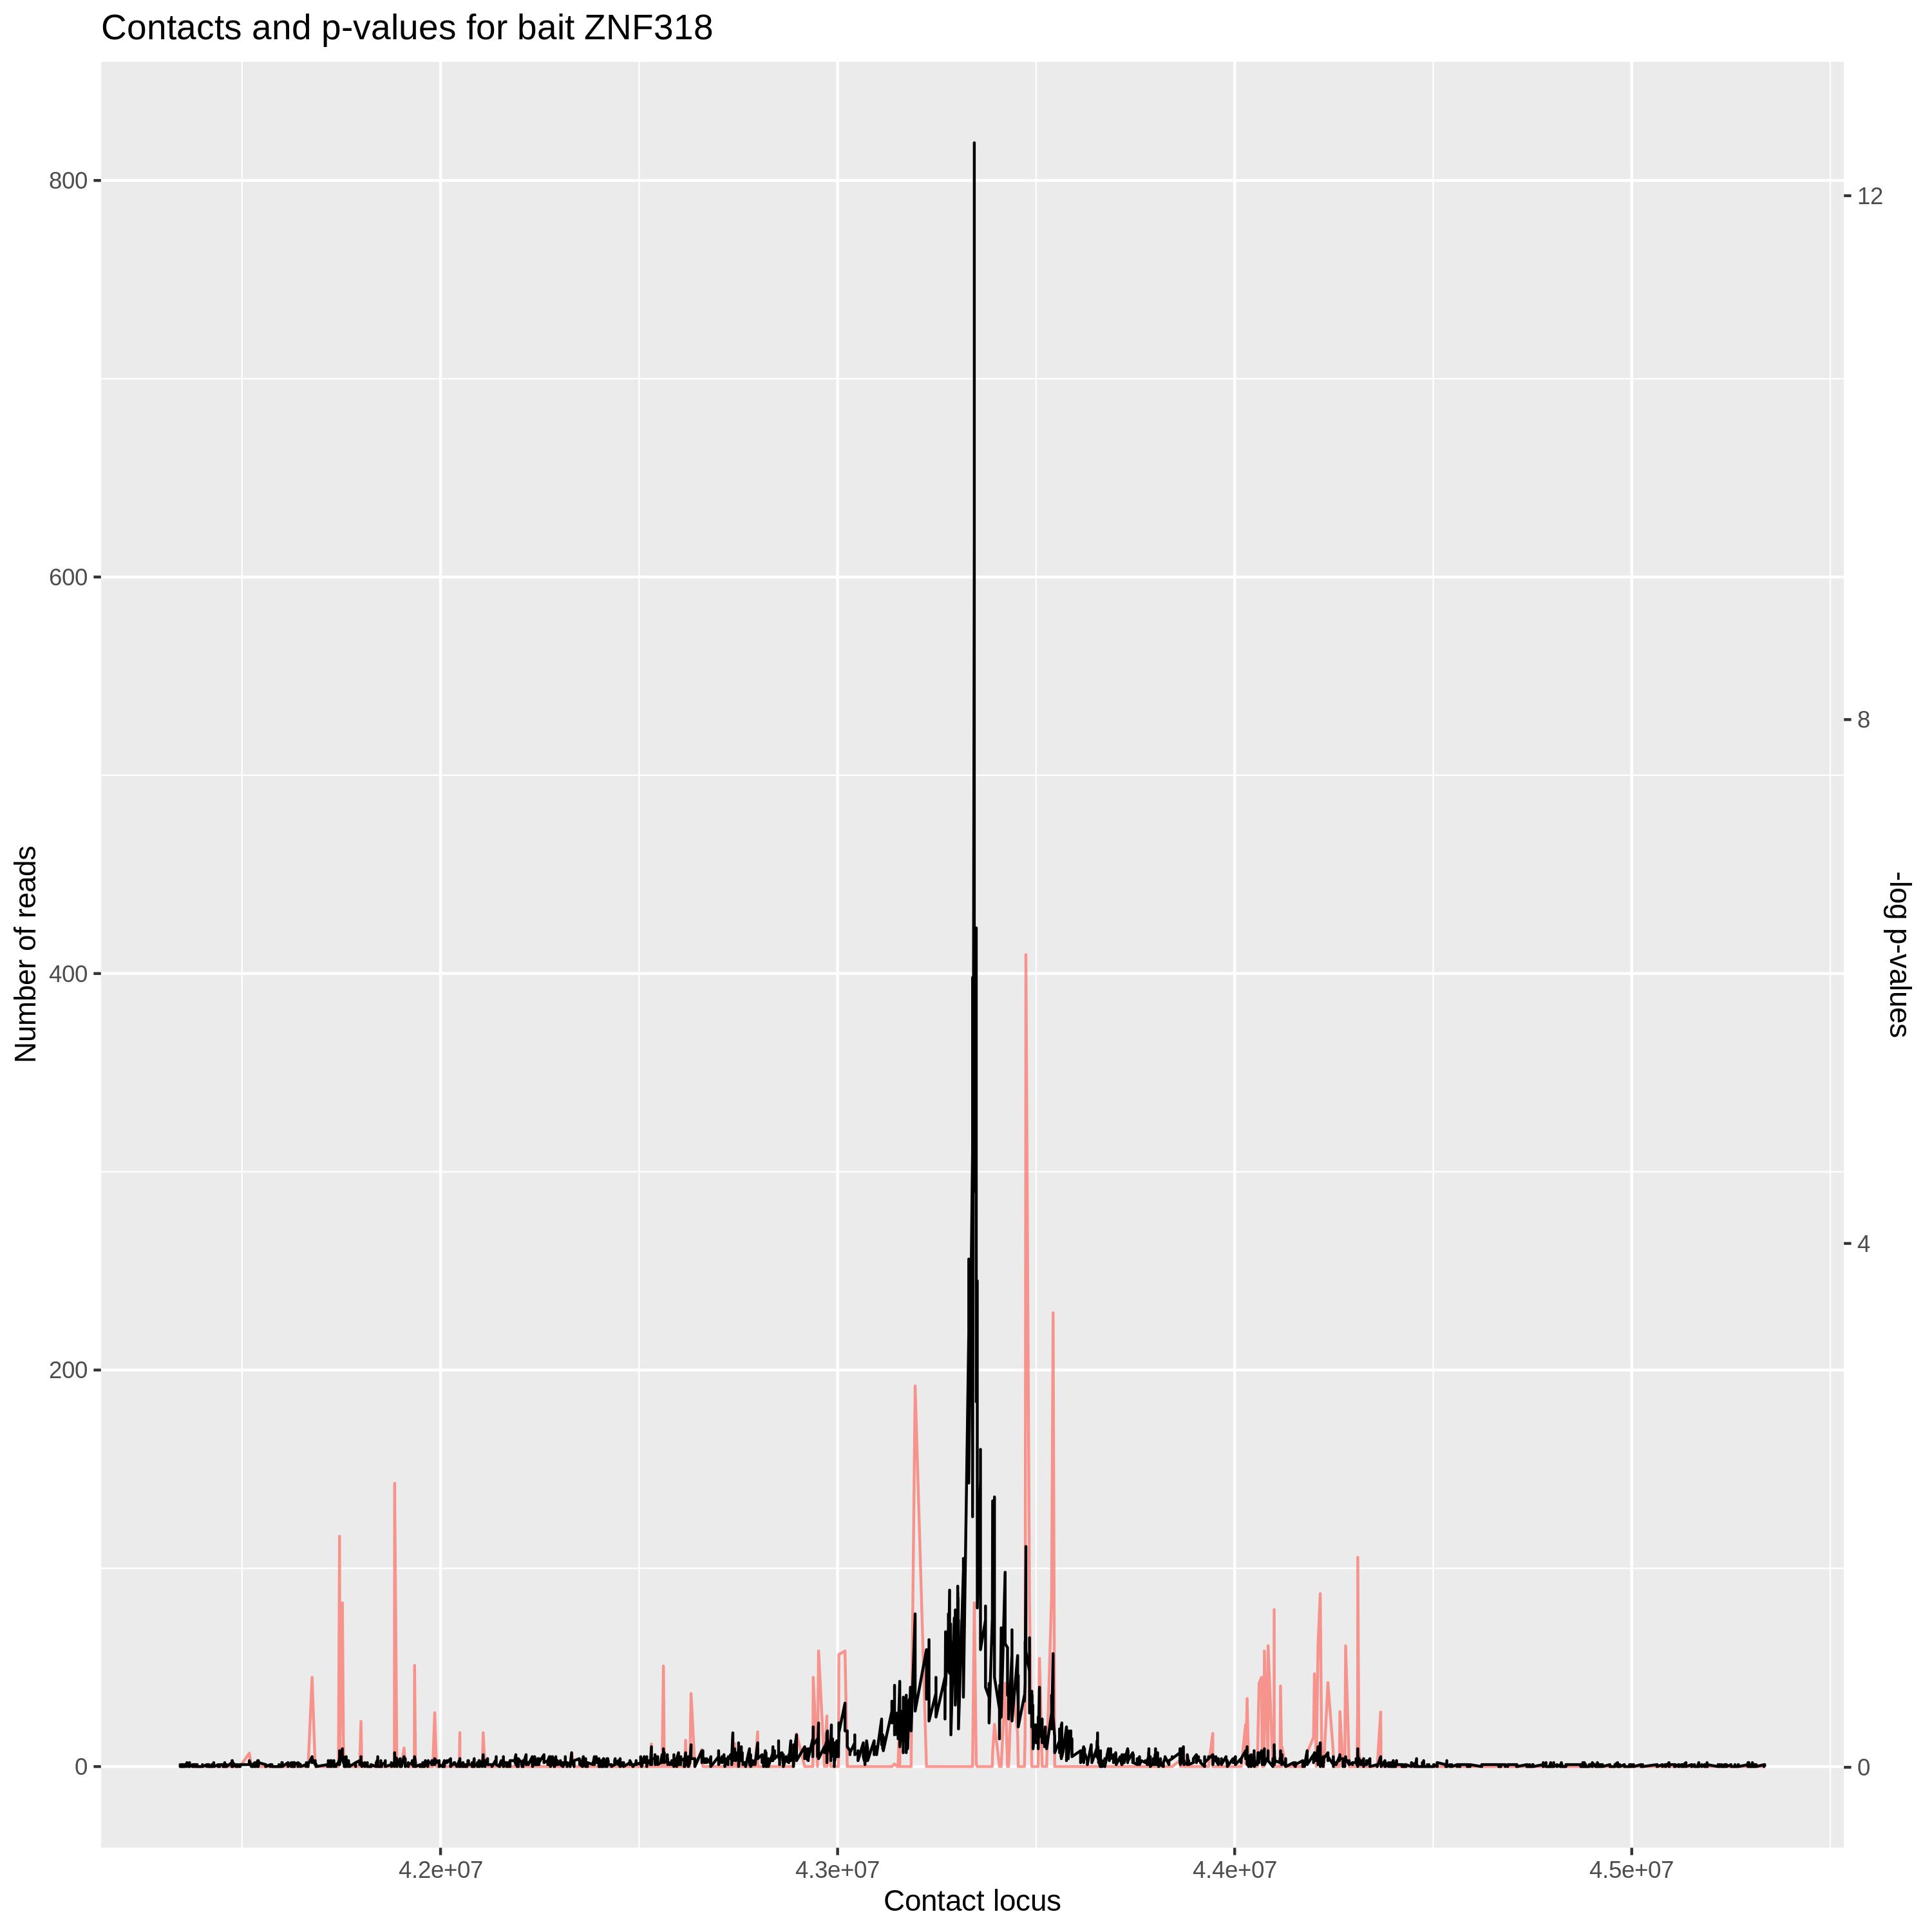 Contacts and p-values for bait ZNF318
800
600
400
200
0
12
8
4
0
Number of reads
-log p-values
4.2e+07
4.3e+07
4.4e+07
4.5e+07
Contact locus